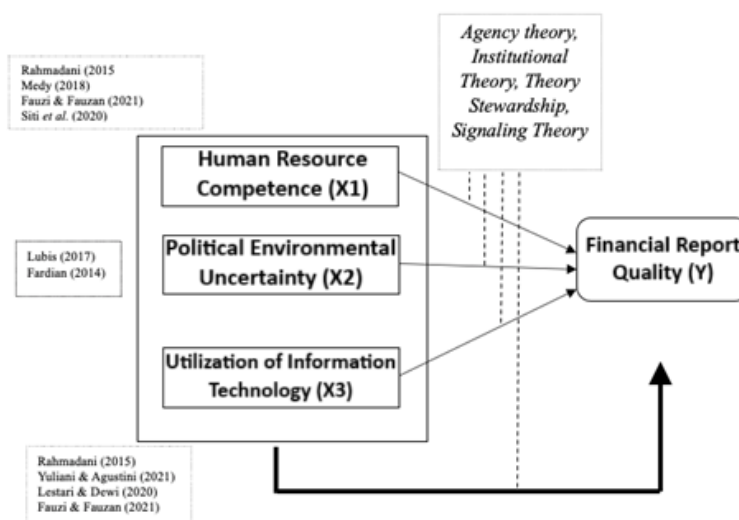 Rahmadani (2015
Medy (2018)
Fauzi & Fauzan (2021)
Siti et al. (2020)
Agency theory,
Institutional
Theory, Theory
Stewardship,
Signaling Theory
Human Resource
Competence (X1)
Lubis (2017)
Fardian (2014)
Political Environmental
Uncertainty (X2)
Financial Report
Quality (Y)
Utilization of Information
Technology (X3)
Rahmadani (2015)
Yuliani & Agustini (2021)
Lestari & Dewi (2020)
Fauzi & Fauzan (2021)